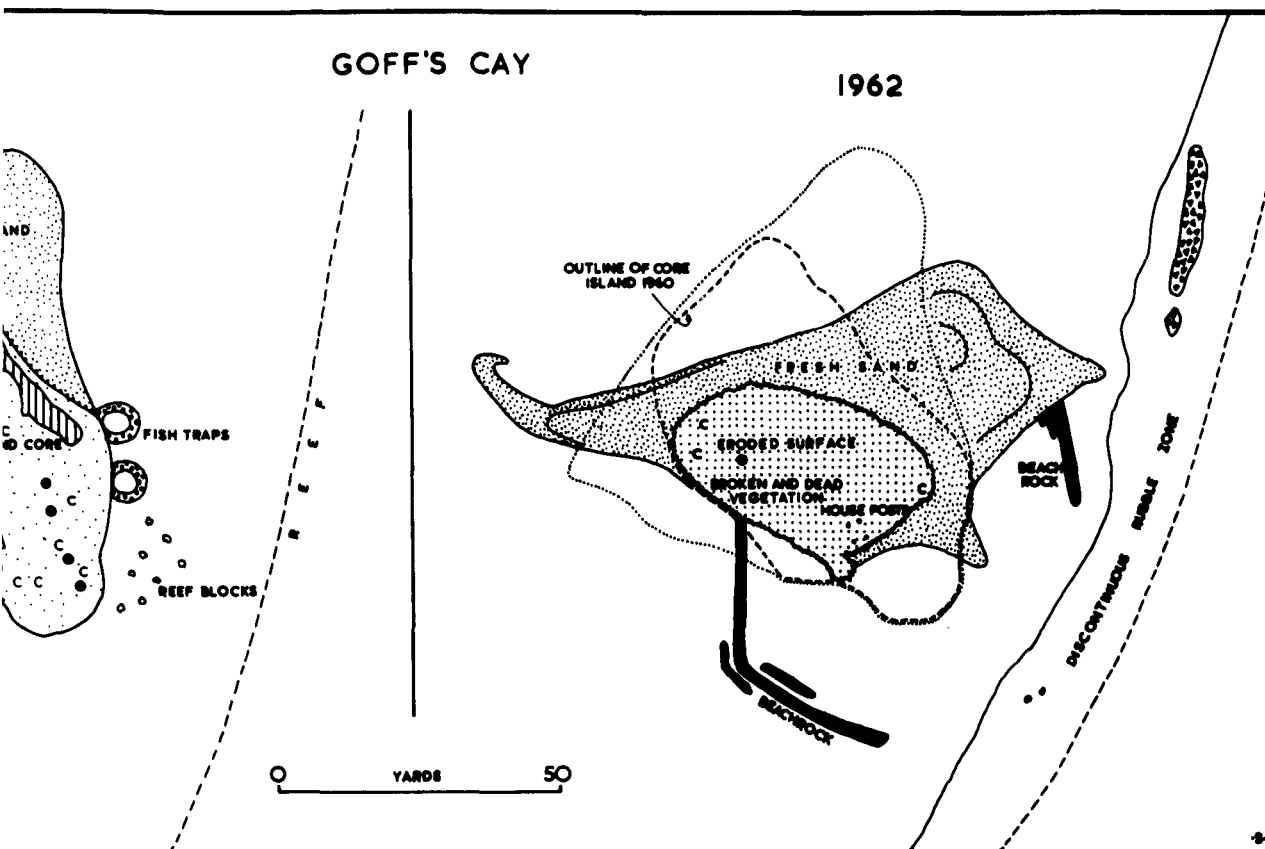 GOFF'S CAY
1962
FISH TRAPS
REEF BLOCKS
REEF
C
C
C
C
C C
OUTLINE OF CORE
ISLAND 1960
FRESH SAND
C
C
C
ERODED SURFACE
BROKEN AND DEAD
VEGETATION
HOUSE POSTS
BEACH
ROCK
BEACHROCK
DISCONTINUOUS RUBBLE ZONE
0 YARDS 50